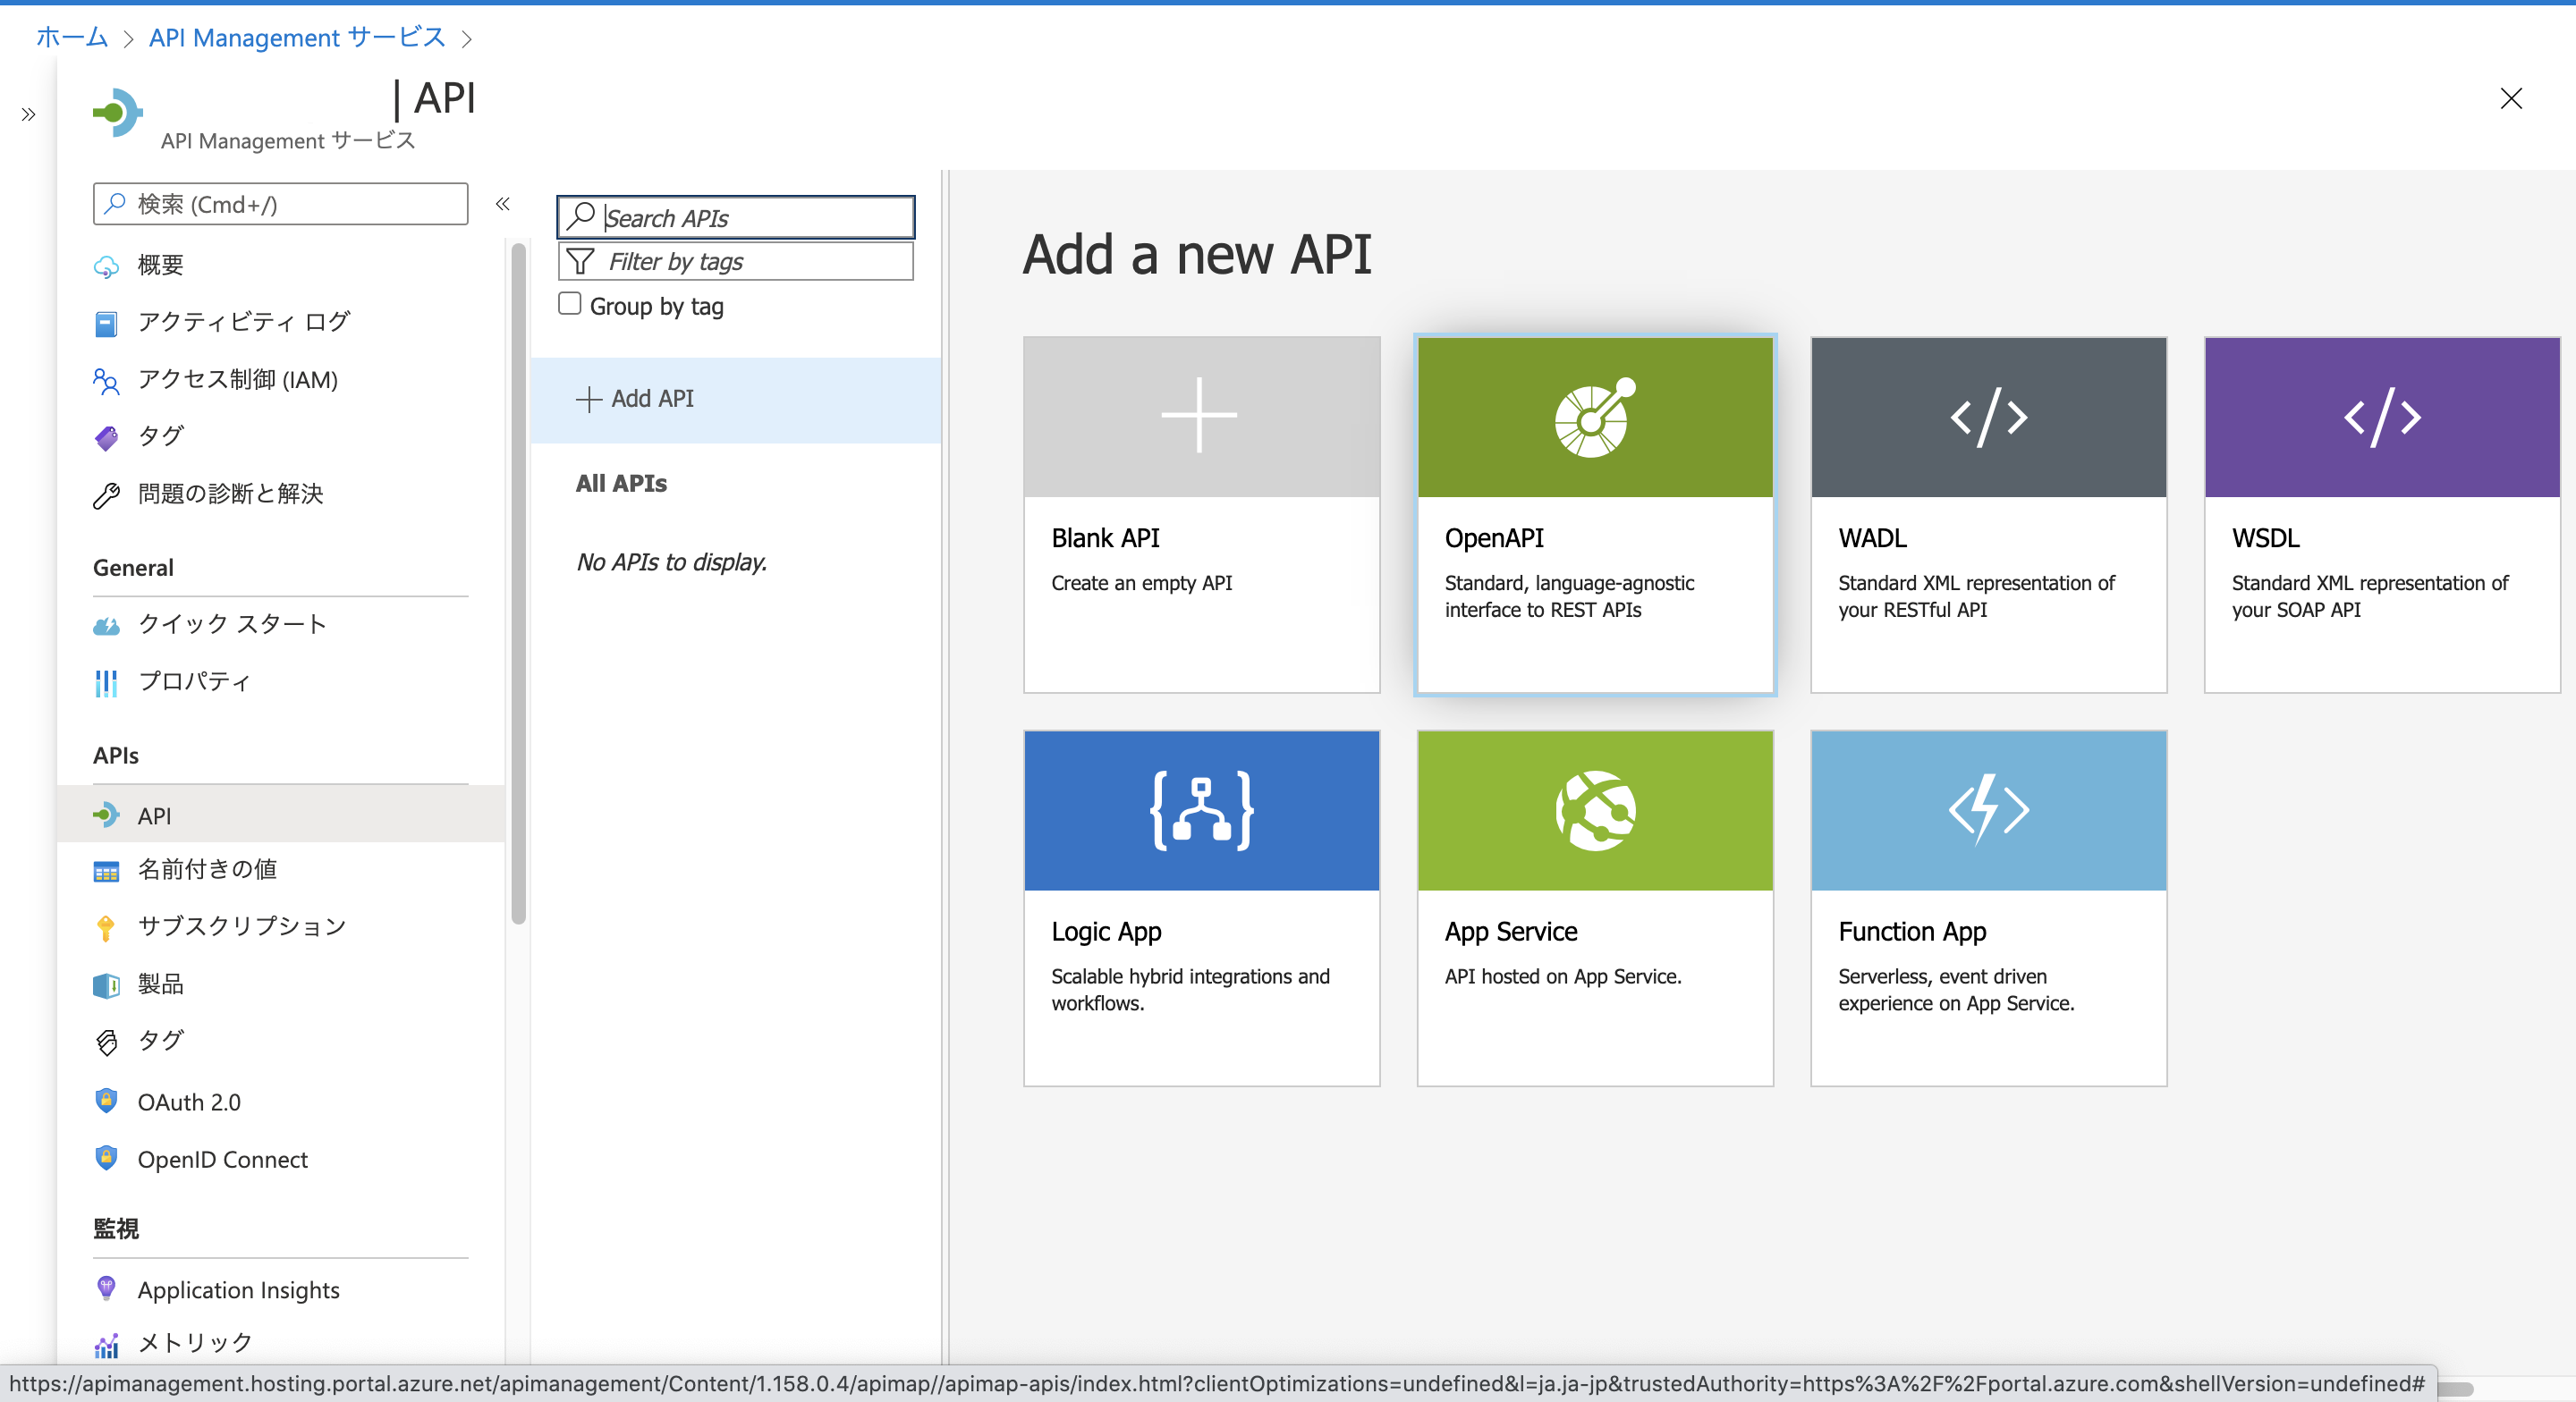 ホーム > API Management サービス >
| API
API Management サービス
検索 (Cmd+/)
概要
アクティビティ ログ
アクセス制御 (IAM)
タグ
問題の診断と解決
General
クイック スタート
プロパティ
APIs
API
名前付きの値
サブスクリプション
製品
タグ
OAuth 2.0
OpenID Connect
監視
Application Insights
メトリック
Search APIs
Filter by tags
Group by tag
+ Add API
All APIs
No APIs to display.
Add a new API
Blank API
Create an empty API
OpenAPI
Standard, language-agnostic
interface to REST APIs
WADL
Standard XML representation of
your RESTful API
WSDL
Standard XML representation of
your SOAP API
Logic App
Scalable hybrid integrations and
workflows.
App Service
API hosted on App Service.
Function App
Serverless, event driven
experience on App Service.
https://apimanagement.hosting.portal.azure.net/apimanagement/Content/1.158.0.4/apimap//apimap-apis/index.html?clientOptimizations=undefined&l=ja.ja-jp&trustedAuthority=https%3A%2F%2Fportal.azure.com&shellVersion=undefined#